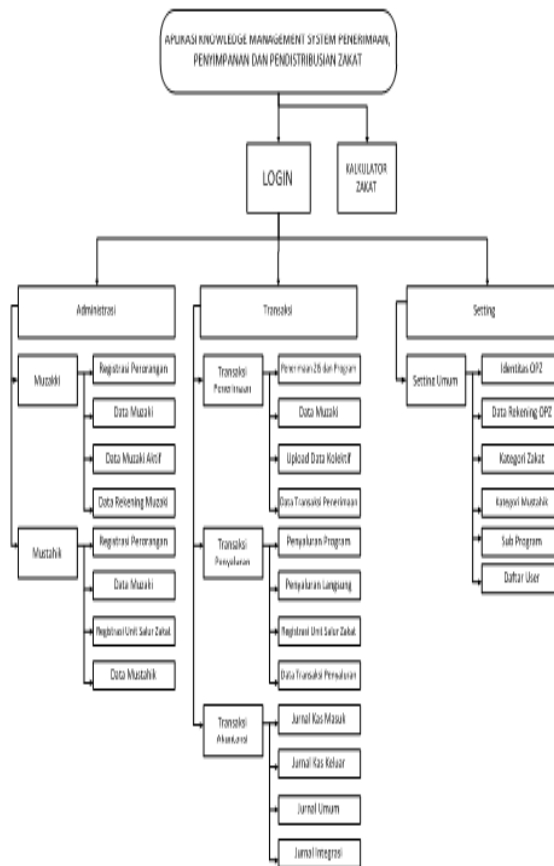 APLIKASI KNOWLEDGE MANAGEMENT SYSTEM PENERIMAAN,
PENYIMPANAN DAN PENDISTRIBUSIAN ZAKAT
LOGIN
KALKULATOR
ZAKAT
Administrasi
Transaksi
Setting
Muzakki
Registrasi Perorangan
Data Muzaki
Data Muzaki Aktif
Data Rekening Muzaki
Mustahik
Registrasi Perorangan
Data Muzaki
Registrasi Unit Salur Zakat
Data Mustahik
Transaksi
Penerimaan
Penerimaan ZIS dan Program
Data Muzaki
Upload Data Kolektif
Data Transaksi Penerimaan
Transaksi
Penyaluran
Penyaluran Program
Penyaluran Langsung
Registrasi Unit Salur Zakat
Data Transaksi Penyaluran
Transaksi
Akuntansi
Jurnal Kas Masuk
Jurnal Kas Keluar
Jurnal Umum
Jurnal Integrasi
Setting Umum
Identitas OPZ
Data Rekening OPZ
Kategori Zakat
Kategori Mustahik
Sub Program
Daftar User